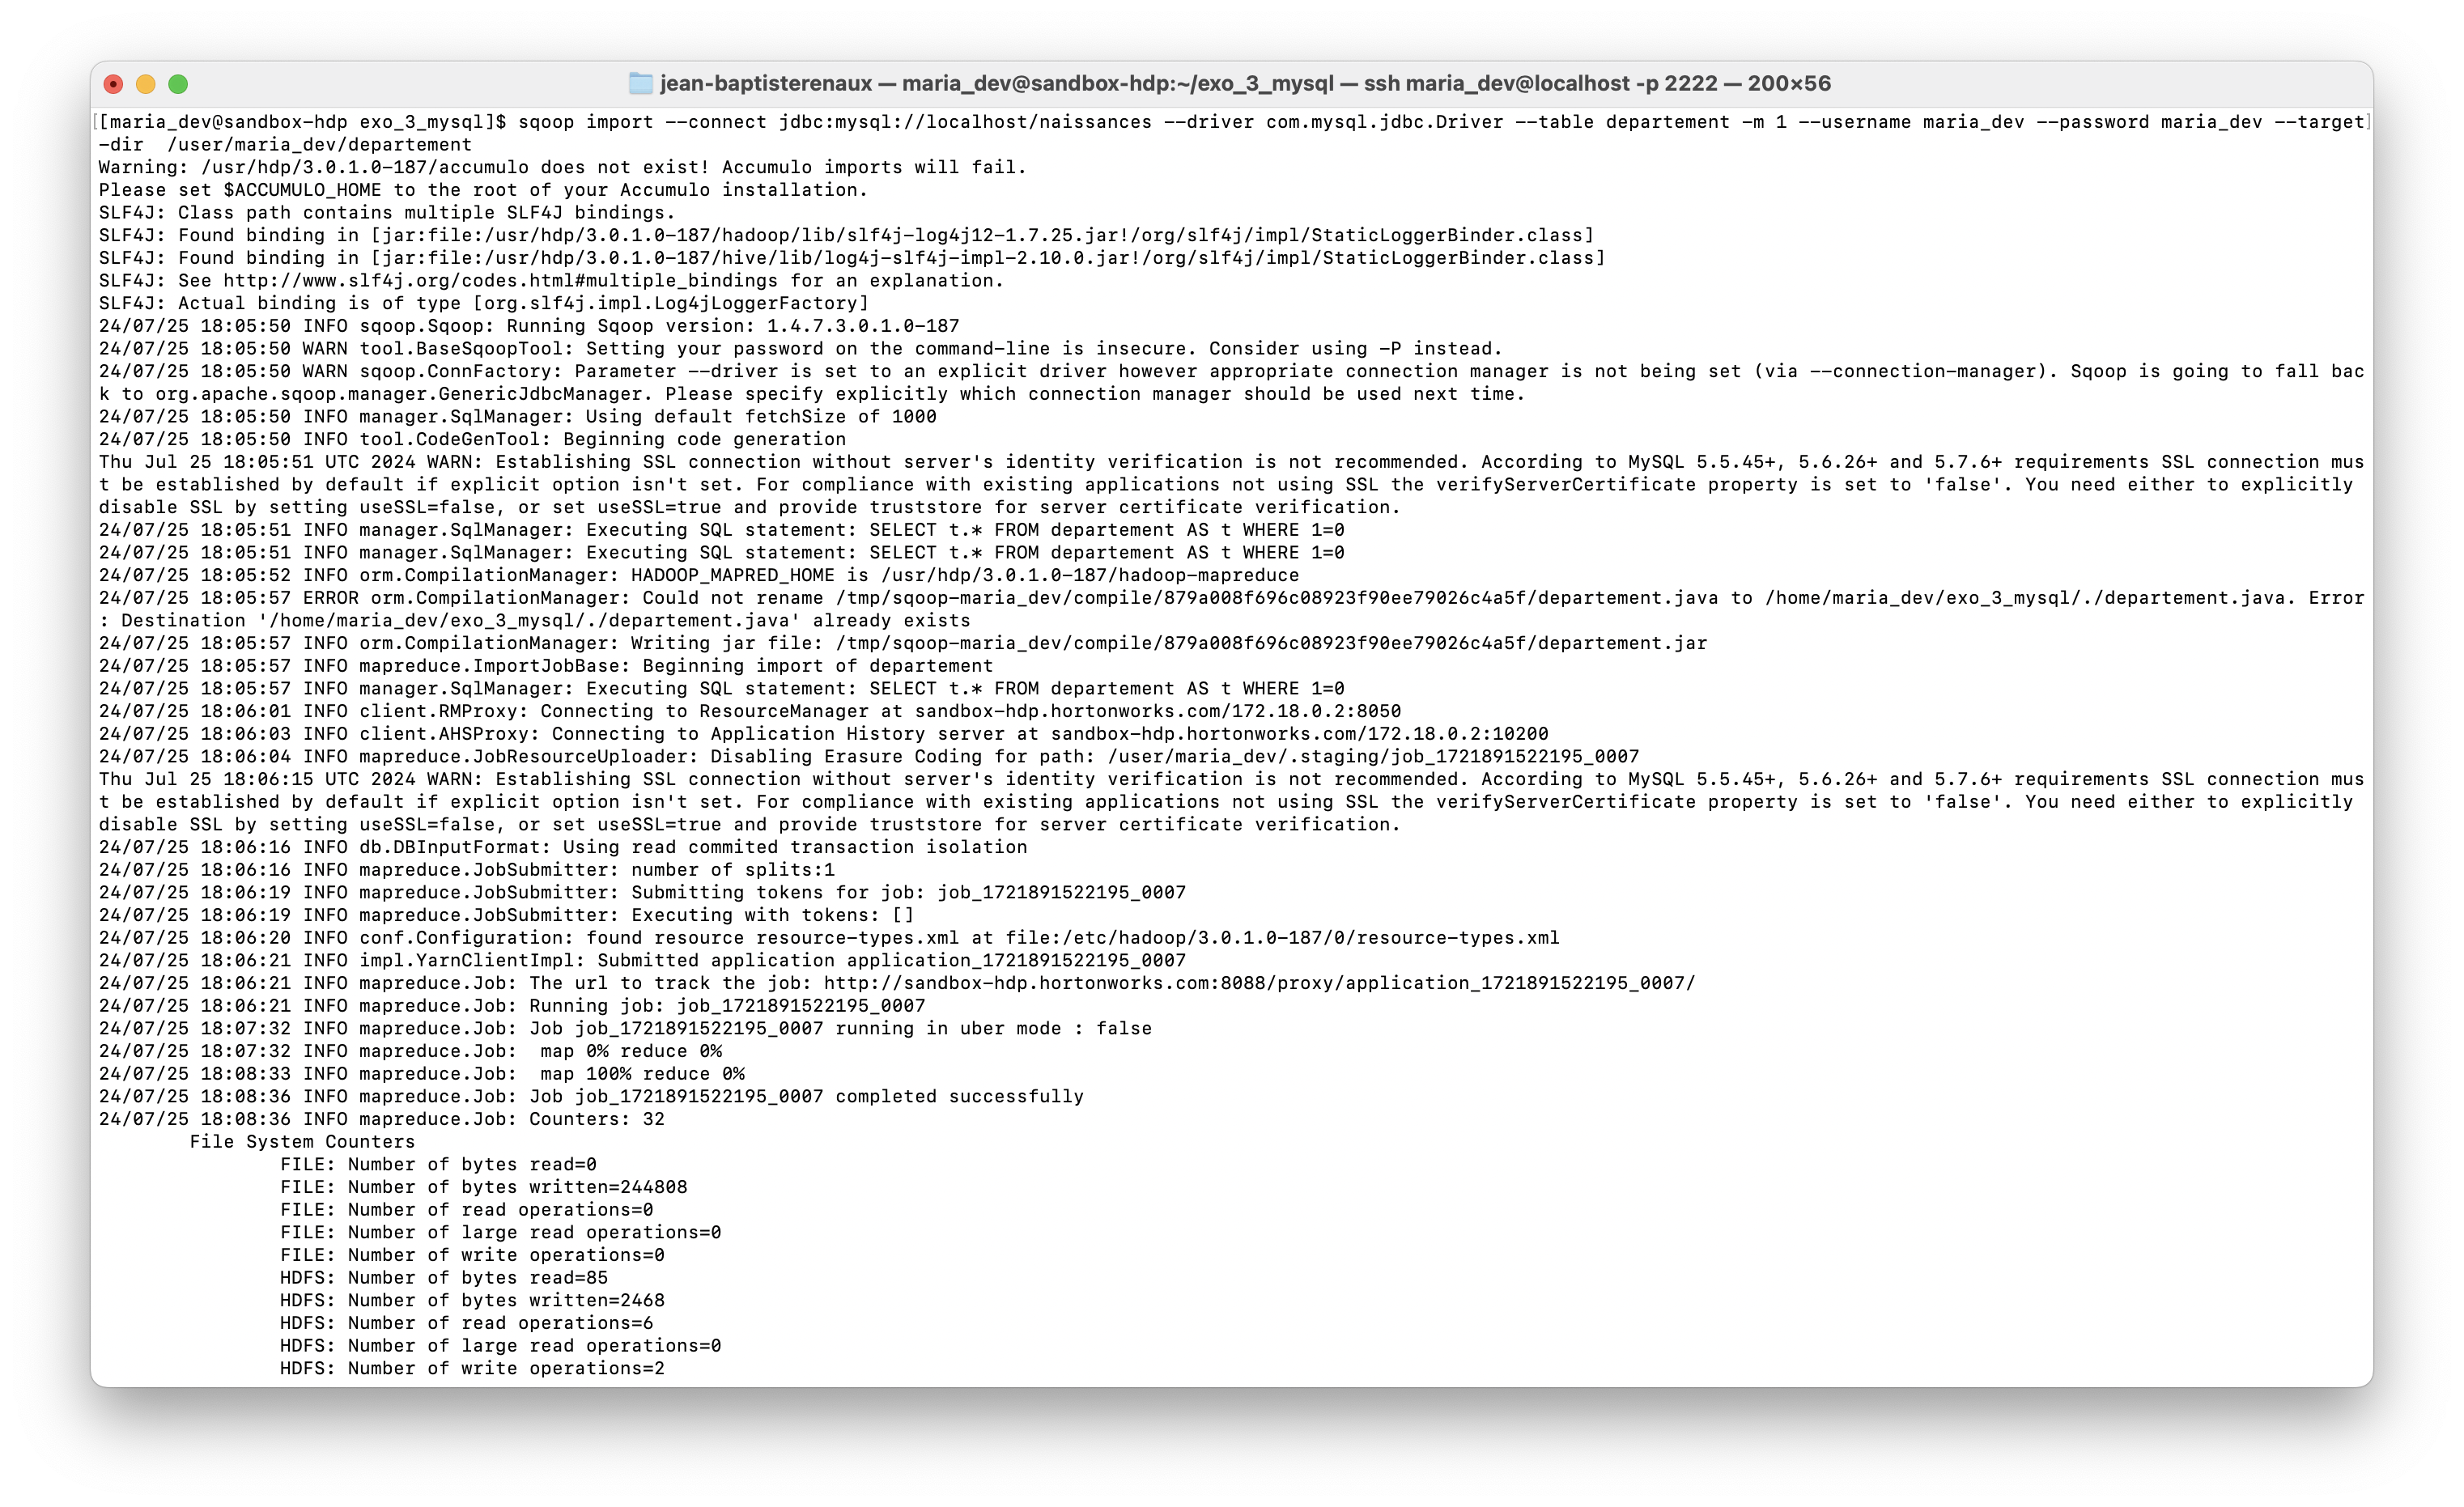 jean-baptisterenaux — maria_dev@sandbox-hdp:~/exo_3_mysql — ssh maria_dev@localhost -p 2222 — 200×56
[[maria_dev@sandbox-hdp exo_3_mysql]$ sqoop import --connect jdbc:mysql://localhost/naissances --driver com.mysql.jdbc.Driver --table departement -m 1 --username maria_dev --password maria_dev --target]
-dir  /user/maria_dev/departement
Warning: /usr/hdp/3.0.1.0-187/accumulo does not exist! Accumulo imports will fail.
Please set $ACCUMULO_HOME to the root of your Accumulo installation.
SLF4J: Class path contains multiple SLF4J bindings.
SLF4J: Found binding in [jar:file:/usr/hdp/3.0.1.0-187/hadoop/lib/slf4j-log4j12-1.7.25.jar!/org/slf4j/impl/StaticLoggerBinder.class]
SLF4J: Found binding in [jar:file:/usr/hdp/3.0.1.0-187/hive/lib/log4j-slf4j-impl-2.10.0.jar!/org/slf4j/impl/StaticLoggerBinder.class]
SLF4J: See http://www.slf4j.org/codes.html#multiple_bindings for an explanation.
SLF4J: Actual binding is of type [org.slf4j.impl.Log4jLoggerFactory]
24/07/25 18:05:50 INFO sqoop.Sqoop: Running Sqoop version: 1.4.7.3.0.1.0-187
24/07/25 18:05:50 WARN tool.BaseSqoopTool: Setting your password on the command-line is insecure. Consider using -P instead.
24/07/25 18:05:50 WARN sqoop.ConnFactory: Parameter --driver is set to an explicit driver however appropriate connection manager is not being set (via --connection-manager). Sqoop is going to fall bac
k to org.apache.sqoop.manager.GenericJdbcManager. Please specify explicitly which connection manager should be used next time.
24/07/25 18:05:50 INFO manager.SqlManager: Using default fetchSize of 1000
24/07/25 18:05:50 INFO tool.CodeGenTool: Beginning code generation
Thu Jul 25 18:05:51 UTC 2024 WARN: Establishing SSL connection without server's identity verification is not recommended. According to MySQL 5.5.45+, 5.6.26+ and 5.7.6+ requirements SSL connection mus
t be established by default if explicit option isn't set. For compliance with existing applications not using SSL the verifyServerCertificate property is set to 'false'. You need either to explicitly
disable SSL by setting useSSL=false, or set useSSL=true and provide truststore for server certificate verification.
24/07/25 18:05:51 INFO manager.SqlManager: Executing SQL statement: SELECT t.* FROM departement AS t WHERE 1=0
24/07/25 18:05:51 INFO manager.SqlManager: Executing SQL statement: SELECT t.* FROM departement AS t WHERE 1=0
24/07/25 18:05:52 INFO orm.CompilationManager: HADOOP_MAPRED_HOME is /usr/hdp/3.0.1.0-187/hadoop-mapreduce
24/07/25 18:05:57 ERROR orm.CompilationManager: Could not rename /tmp/sqoop-maria_dev/compile/879a008f696c08923f90ee79026c4a5f/departement.java to /home/maria_dev/exo_3_mysql/./departement.java. Error
: Destination '/home/maria_dev/exo_3_mysql/./departement.java' already exists
24/07/25 18:05:57 INFO orm.CompilationManager: Writing jar file: /tmp/sqoop-maria_dev/compile/879a008f696c08923f90ee79026c4a5f/departement.jar
24/07/25 18:05:57 INFO mapreduce.ImportJobBase: Beginning import of departement
24/07/25 18:05:57 INFO manager.SqlManager: Executing SQL statement: SELECT t.* FROM departement AS t WHERE 1=0
24/07/25 18:06:01 INFO client.RMProxy: Connecting to ResourceManager at sandbox-hdp.hortonworks.com/172.18.0.2:8050
24/07/25 18:06:03 INFO client.AHSProxy: Connecting to Application History server at sandbox-hdp.hortonworks.com/172.18.0.2:10200
24/07/25 18:06:04 INFO mapreduce.JobResourceUploader: Disabling Erasure Coding for path: /user/maria_dev/.staging/job_1721891522195_0007
Thu Jul 25 18:06:15 UTC 2024 WARN: Establishing SSL connection without server's identity verification is not recommended. According to MySQL 5.5.45+, 5.6.26+ and 5.7.6+ requirements SSL connection mus
t be established by default if explicit option isn't set. For compliance with existing applications not using SSL the verifyServerCertificate property is set to 'false'. You need either to explicitly
disable SSL by setting useSSL=false, or set useSSL=true and provide truststore for server certificate verification.
24/07/25 18:06:16 INFO db.DBInputFormat: Using read commited transaction isolation
24/07/25 18:06:16 INFO mapreduce.JobSubmitter: number of splits:1
24/07/25 18:06:19 INFO mapreduce.JobSubmitter: Submitting tokens for job: job_1721891522195_0007
24/07/25 18:06:19 INFO mapreduce.JobSubmitter: Executing with tokens: []
24/07/25 18:06:20 INFO conf.Configuration: found resource resource-types.xml at file:/etc/hadoop/3.0.1.0-187/0/resource-types.xml
24/07/25 18:06:21 INFO impl.YarnClientImpl: Submitted application application_1721891522195_0007
24/07/25 18:06:21 INFO mapreduce.Job: The url to track the job: http://sandbox-hdp.hortonworks.com:8088/proxy/application_1721891522195_0007/
24/07/25 18:06:21 INFO mapreduce.Job: Running job: job_1721891522195_0007
24/07/25 18:07:32 INFO mapreduce.Job: Job job_1721891522195_0007 running in uber mode : false
24/07/25 18:07:32 INFO mapreduce.Job:  map 0% reduce 0%
24/07/25 18:08:33 INFO mapreduce.Job:  map 100% reduce 0%
24/07/25 18:08:36 INFO mapreduce.Job: Job job_1721891522195_0007 completed successfully
24/07/25 18:08:36 INFO mapreduce.Job: Counters: 32
File System Counters
FILE: Number of bytes read=0
FILE: Number of bytes written=244808
FILE: Number of read operations=0
FILE: Number of large read operations=0
FILE: Number of write operations=0
HDFS: Number of bytes read=85
HDFS: Number of bytes written=2468
HDFS: Number of read operations=6
HDFS: Number of large read operations=0
HDFS: Number of write operations=2